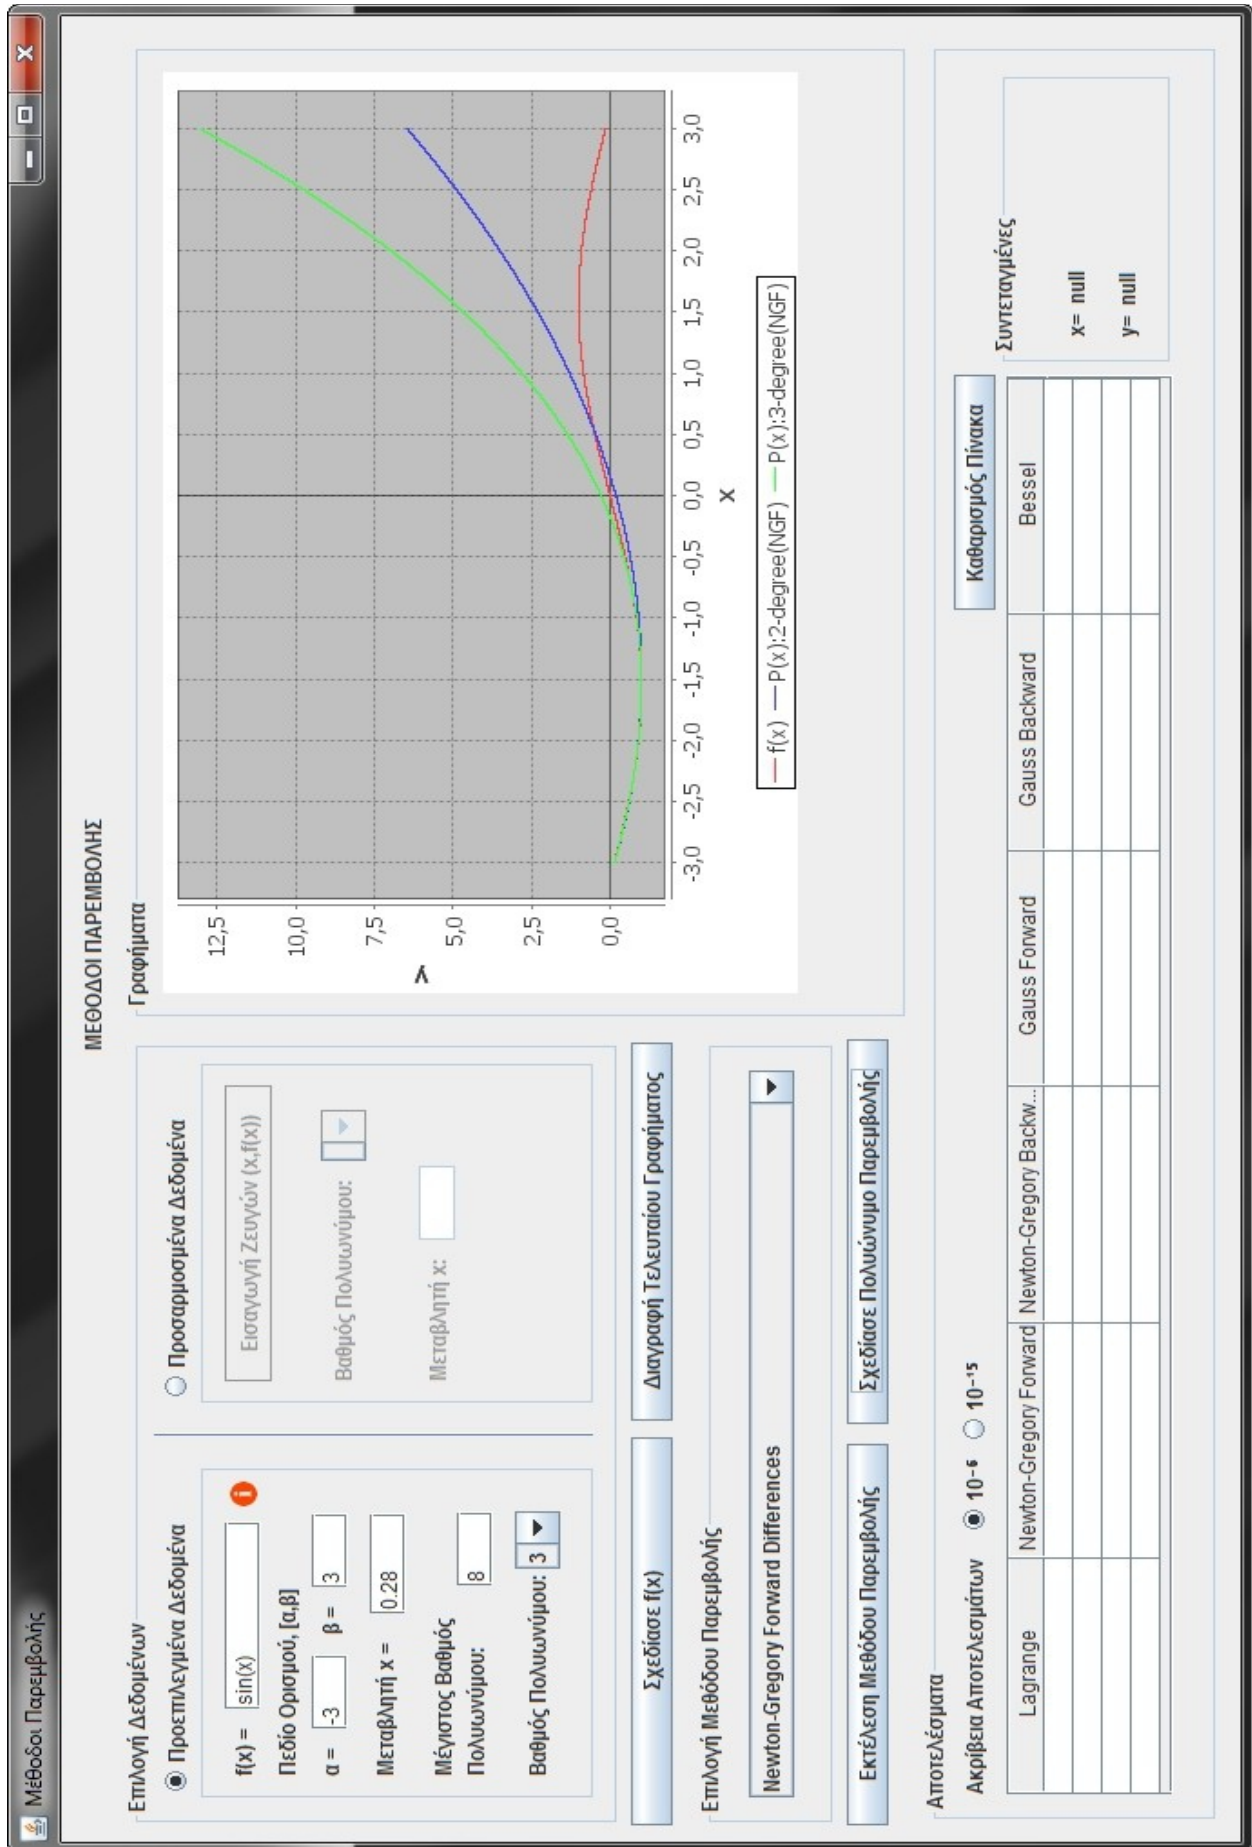 Μέθοδοι Παρεμβολής
ΜΕΘΟΔΟΙ ΠΑΡΕΜΒΟΛΗΣ
Επιλογή Δεδομένων
Προεπιλεγμένα Δεδομένα
f(x) = sin(x)
Πεδίο Ορισμού, [α,β]
α = -3 β = 3
Μεταβλητή x = 0.28
Μέγιστος Βαθμός
Πολυωνύμου: 8
Βαθμός Πολυωνύμου: 3
Προσαρμοσμένα Δεδομένα
Εισαγωγή Ζευγών (x,f(x))
Βαθμός Πολυωνύμου:
Μεταβλητή x:
Σχεδίασε f(x)
Διαγραφή Τελευταίου Γραφήματος
Επιλογή Μεθόδου Παρεμβολής
Newton-Gregory Forward Differences
Εκτέλεση Μεθόδου Παρεμβολής
Σχεδίασε Πολυώνυμο Παρεμβολής
Γραφήματα
12,5
10,0
7,5
5,0
2,5
0,0
Y
-3,0 -2,5 -2,0 -1,5 -1,0 -0,5 0,0 0,5 1,0 1,5 2,0 2,5 3,0
X
f(x) P(x):2-degree(NGF) P(x):3-degree(NGF)
Αποτελέσματα
Ακρίβεια Αποτελεσμάτων 10⁻⁶ 10⁻¹⁵
Καθαρισμός Πίνακα
Lagrange Newton-Gregory Forward Newton-Gregory Backw... Gauss Forward Gauss Backward Bessel
Συντεταγμένες
x= null
y= null